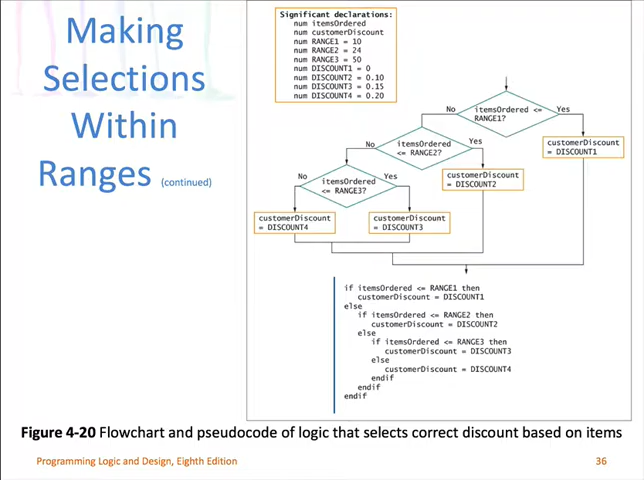 Making
Selections
Within
Ranges (continued)
Significant declarations:
num itemsOrdered
num customerDiscount
num RANGE1 = 10
num RANGE2 = 24
num RANGE3 = 50
num DISCOUNT1 = 0
num DISCOUNT2 = 0.10
num DISCOUNT3 = 0.15
num DISCOUNT4 = 0.20
No
itemsOrdered <=
RANGE1?
Yes
customerDiscount
= DISCOUNT1
No
itemsOrdered
<= RANGE2?
Yes
customerDiscount
= DISCOUNT2
No
itemsOrdered
<= RANGE3?
Yes
customerDiscount
= DISCOUNT4
customerDiscount
= DISCOUNT3
if itemsOrdered <= RANGE1 then
customerDiscount = DISCOUNT1
else
if itemsOrdered <= RANGE2 then
customerDiscount = DISCOUNT2
else
if itemsOrdered <= RANGE3 then
customerDiscount = DISCOUNT3
else
customerDiscount = DISCOUNT4
endif
endif
endif
Figure 4-20 Flowchart and pseudocode of logic that selects correct discount based on items
Programming Logic and Design, Eighth Edition
36